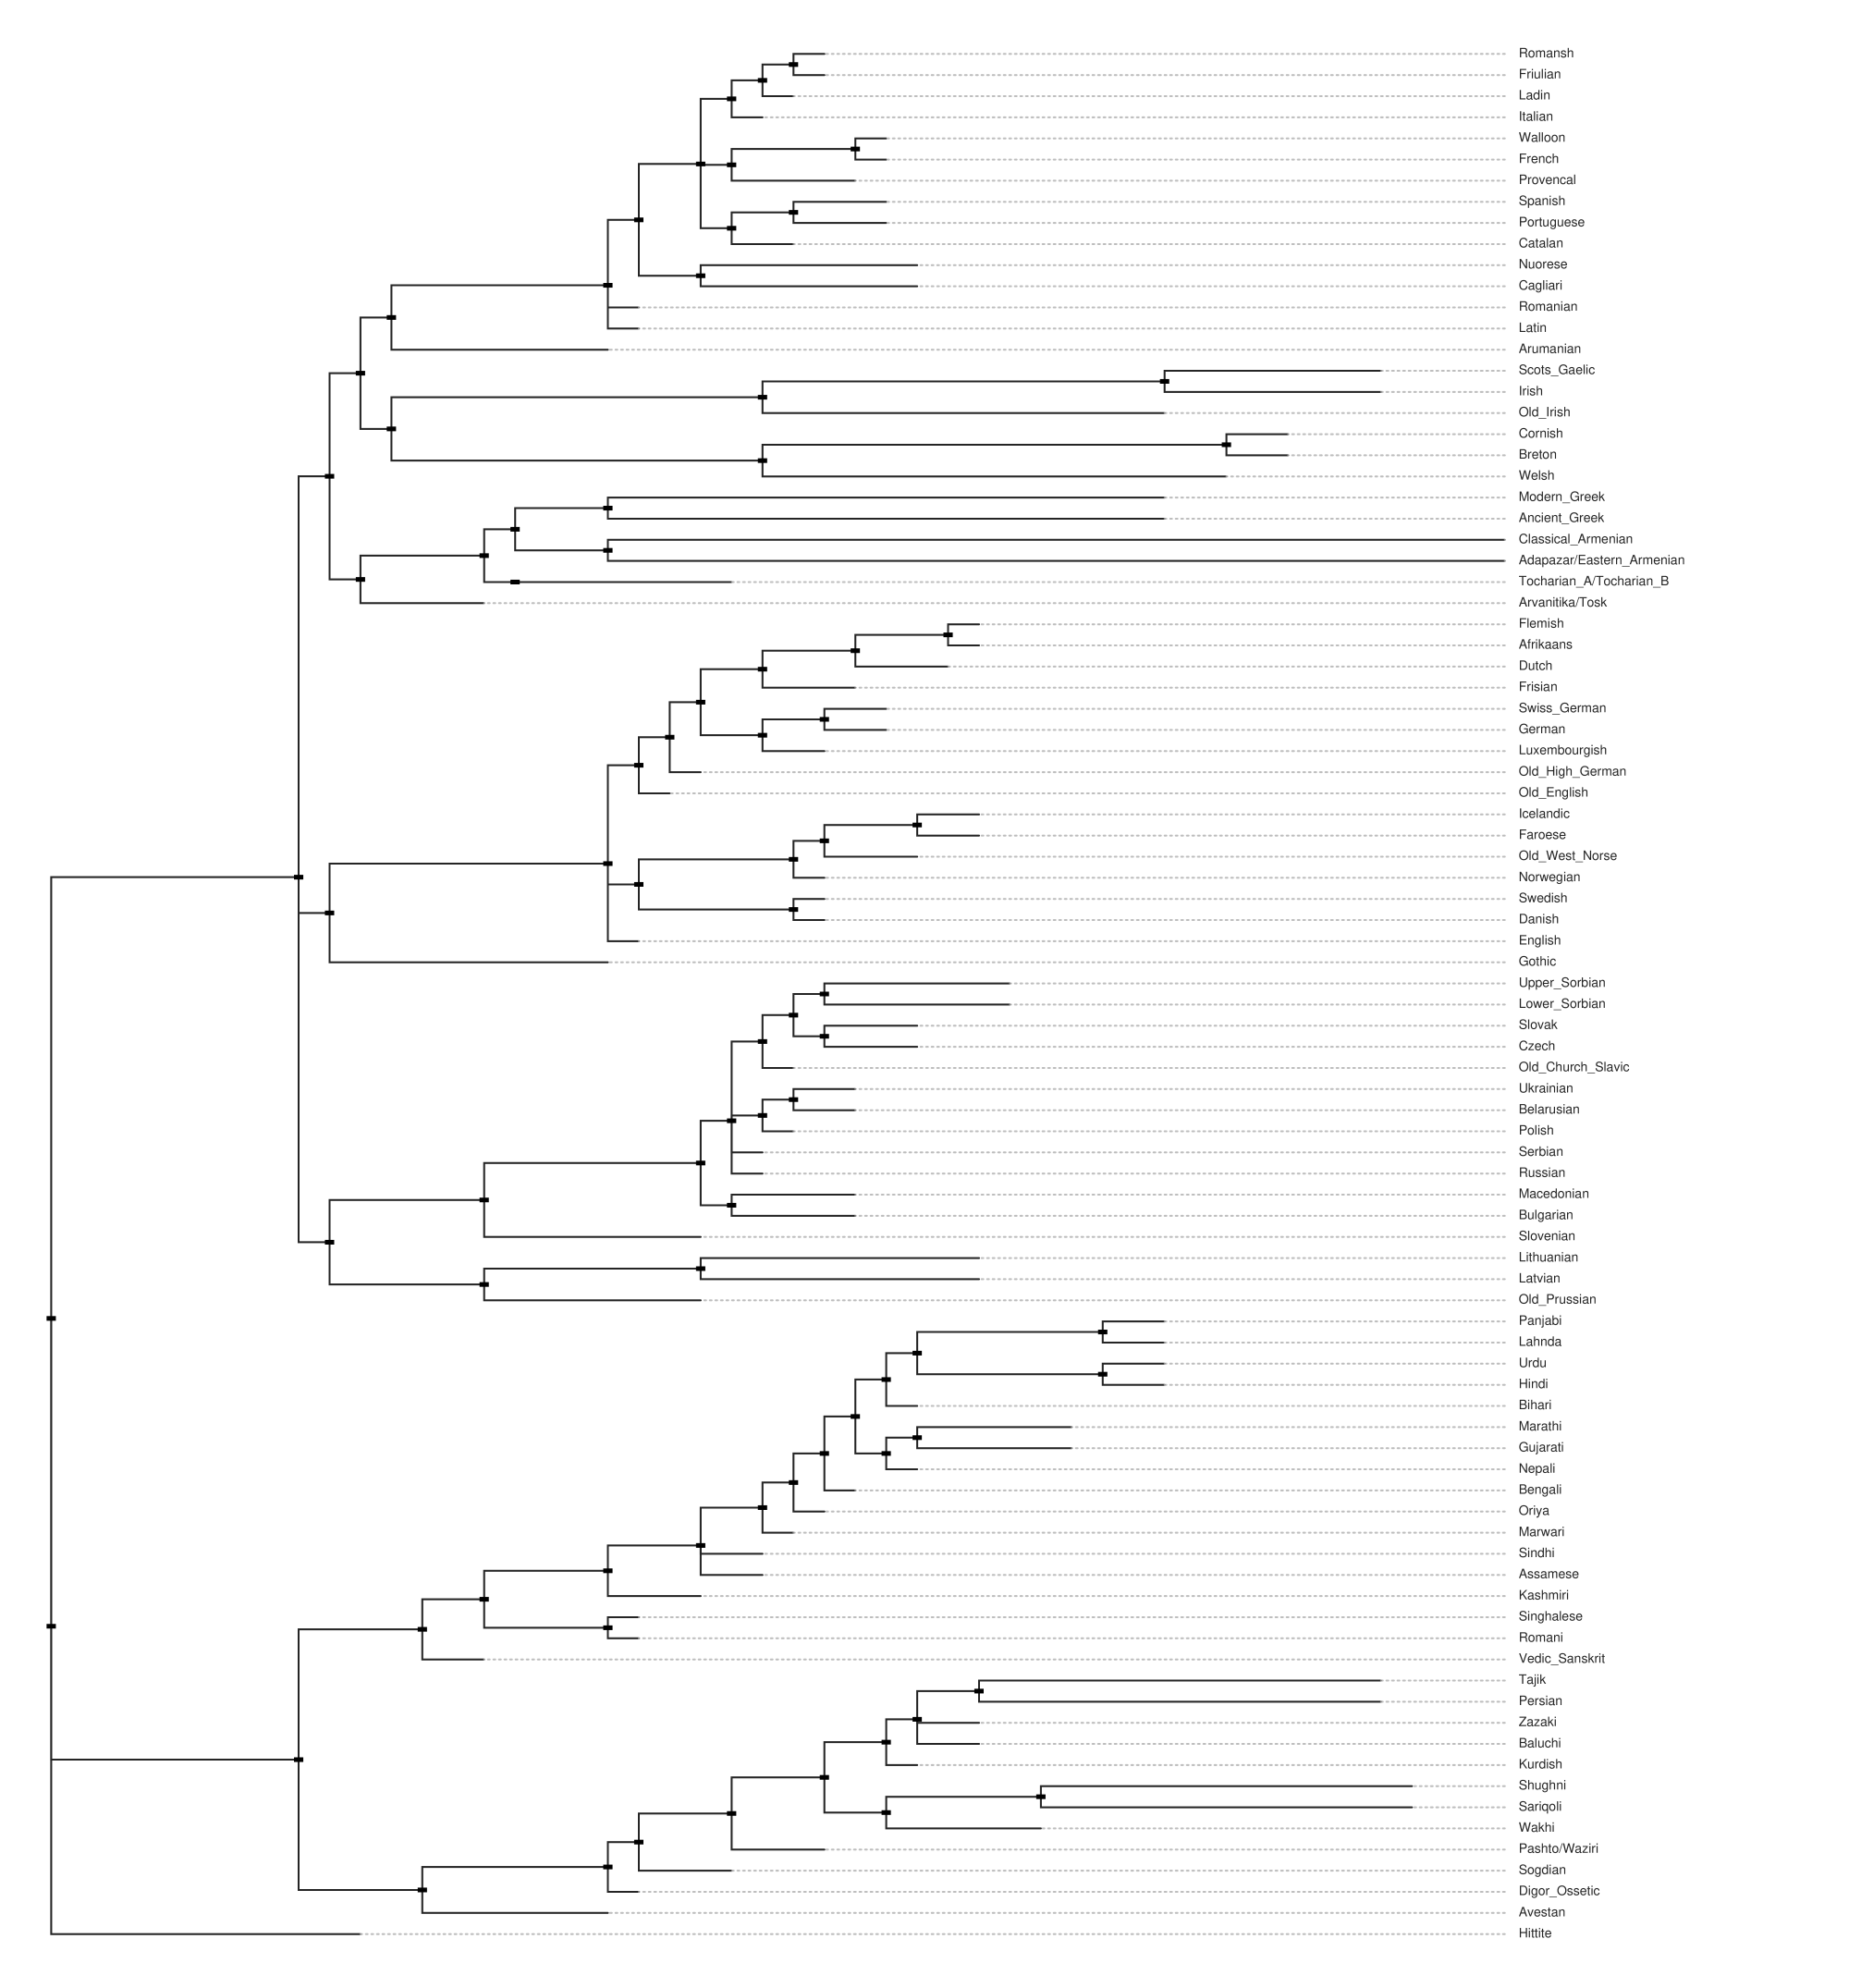 Romansh
Friulian
Ladin
Italian
Walloon
French
Provencal
Spanish
Portuguese
Catalan
Nuorese
Cagliari
Romanian
Latin
Arumanian
Scots_Gaelic
Irish
Old_Irish
Cornish
Breton
Welsh
Modern_Greek
Ancient_Greek
Classical_Armenian
Adapazar/Eastern_Armenian
Tocharian_A/Tocharian_B
Arvanitika/Tosk
Flemish
Afrikaans
Dutch
Frisian
Swiss_German
German
Luxembourgish
Old_High_German
Old_English
Icelandic
Faroese
Old_West_Norse
Norwegian
Swedish
Danish
English
Gothic
Upper_Sorbian
Lower_Sorbian
Slovak
Czech
Old_Church_Slavic
Ukrainian
Belarusian
Polish
Serbian
Russian
Macedonian
Bulgarian
Slovenian
Lithuanian
Latvian
Old_Prussian
Panjabi
Lahnda
Urdu
Hindi
Bihari
Marathi
Gujarati
Nepali
Bengali
Oriya
Marwari
Sindhi
Assamese
Kashmiri
Singhalese
Romani
Vedic_Sanskrit
Tajik
Persian
Zazaki
Baluchi
Kurdish
Shughni
Sariqoli
Wakhi
Pashto/Waziri
Sogdian
Digor_Ossetic
Avestan
Hittite